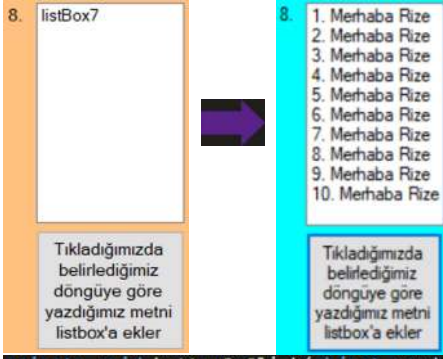 8.
listBox7
Tıkladığımızda
belirlediğimiz
döngüye göre
yazdığımız metni
listbox'a ekler
8.
1. Merhaba Rize
2. Merhaba Rize
3. Merhaba Rize
4. Merhaba Rize
5. Merhaba Rize
6. Merhaba Rize
7. Merhaba Rize
8. Merhaba Rize
9. Merhaba Rize
10. Merhaba Rize
Tıkladığımızda
belirlediğimiz
döngüye göre
yazdığımız metni
listbox'a ekler